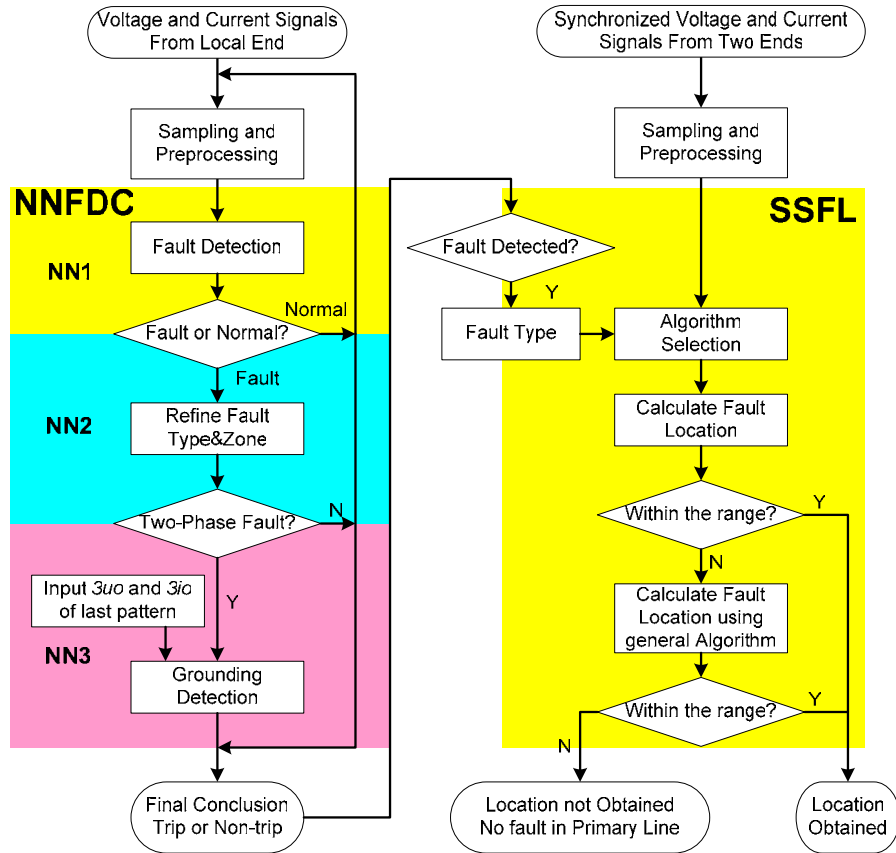 Voltage and Current Signals
From Local End
Sampling and
Preprocessing
NNFDC
Fault Detection
NN1
Normal
Fault or Normal?
Fault
NN2
Refine Fault
Type&Zone
N
Two-Phase Fault?
Input 3uo and 3io
of last pattern
Y
NN3
Grounding
Detection
Final Conclusion
Trip or Non-trip
Synchronized Voltage and Current
Signals From Two Ends
Sampling and
Preprocessing
SSFL
Fault Detected?
Y
Fault Type
Algorithm
Selection
Calculate Fault
Location
Within the range?
Y
N
Calculate Fault
Location using
general Algorithm
Within the range?
Y
N
Location not Obtained
No fault in Primary Line
Location
Obtained